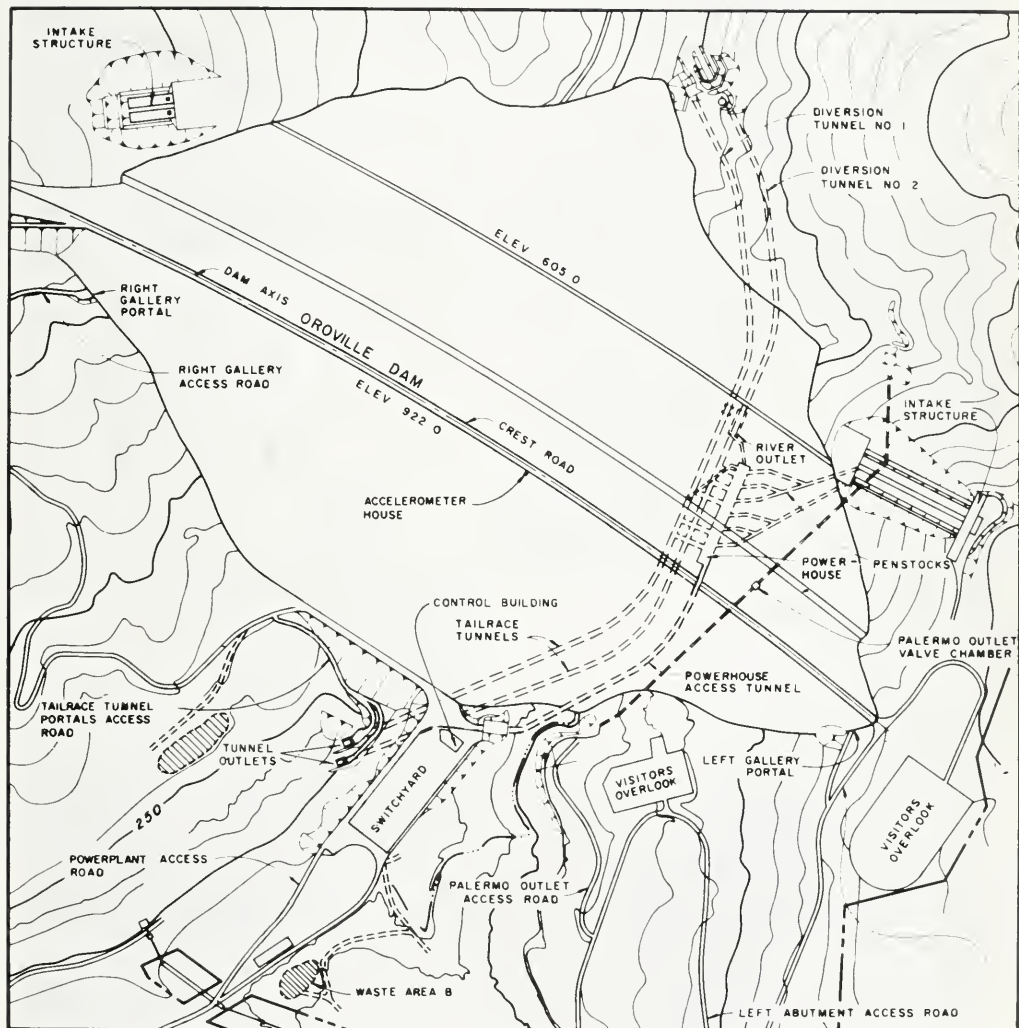 INTAKE
STRUCTURE
DIVERSION
TUNNEL NO 1
DIVERSION
TUNNEL NO 2
ELEV 605 0
DAM AXIS
OROVILLE DAM
ELEV 922 0
CREST ROAD
RIGHT
GALLERY
PORTAL
RIGHT GALLERY
ACCESS ROAD
INTAKE
STRUCTURE
RIVER
OUTLET
ACCELEROMETER
HOUSE
POWER-
HOUSE
PENSTOCKS
CONTROL BUILDING
TAILRACE
TUNNELS
PALERMO OUTLET
VALVE CHAMBER
POWERHOUSE
ACCESS TUNNEL
TAILRACE TUNNEL
PORTALS ACCESS
ROAD
TUNNEL
OUTLETS
LEFT GALLERY
PORTAL
VISITORS
OVERLOOK
VISITORS
OVERLOOK
SWITCHYARD
250
POWERPLANT ACCESS
ROAD
PALERMO OUTLET
ACCESS ROAD
WASTE AREA B
LEFT ABUTMENT ACCESS ROAD